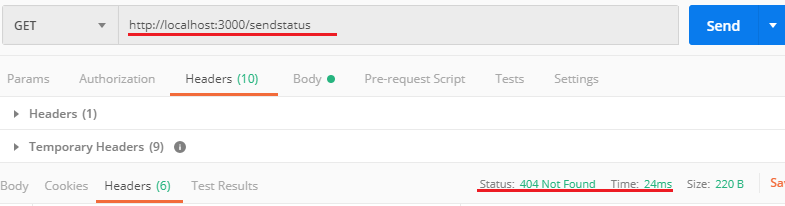 GET http://localhost:3000/sendstatus Send
Params Authorization Headers (10) Body Pre-request Script Tests Settings
Headers (1)
Temporary Headers (9) i
Body Cookies Headers (6) Test Results Status: 404 Not Found Time: 24ms Size: 220 B